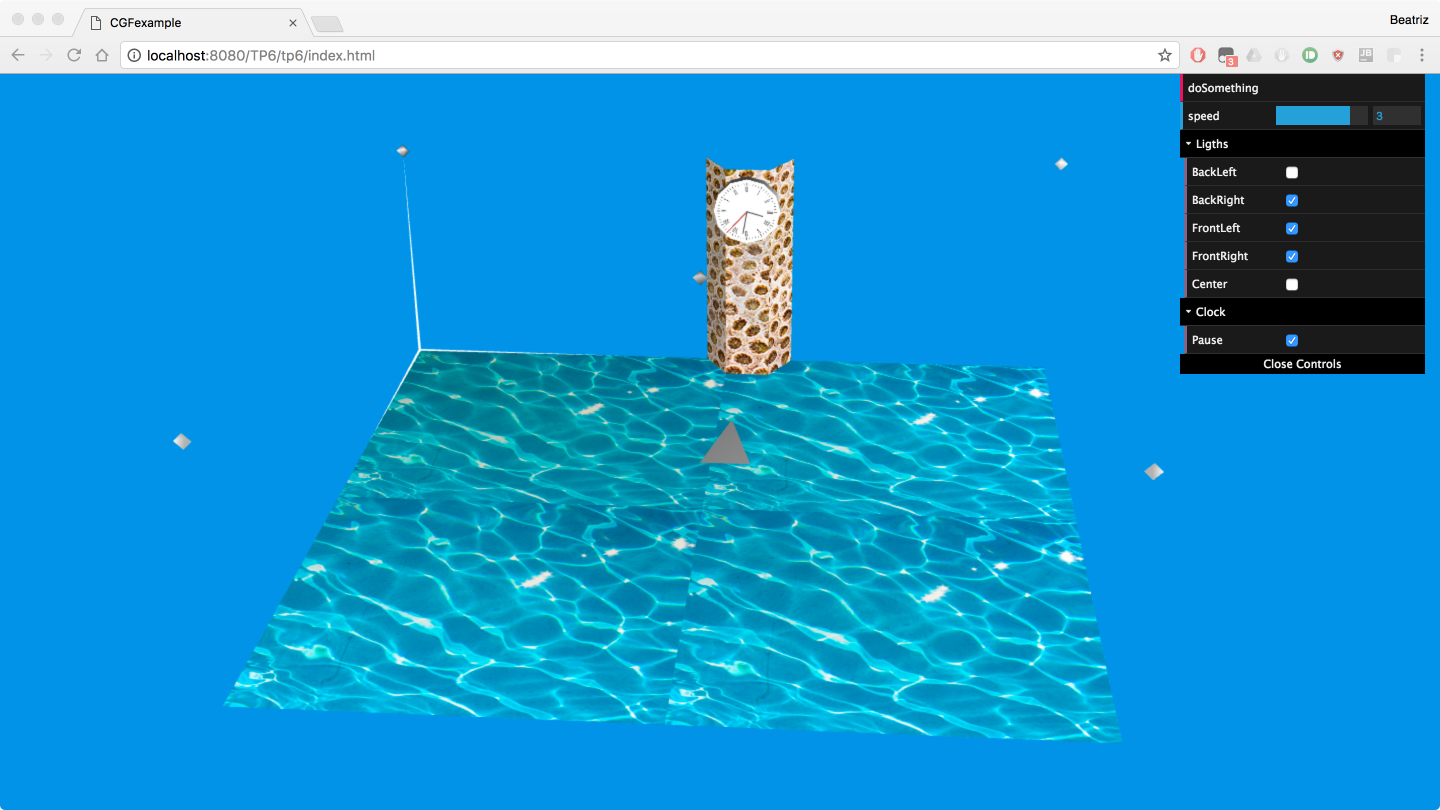 CGFexample
Beatriz
localhost:8080/TP6/tp6/index.html
3
JB
doSomething
speed 3
Ligths
BackLeft
BackRight
FrontLeft
FrontRight
Center
Clock
Pause
Close Controls